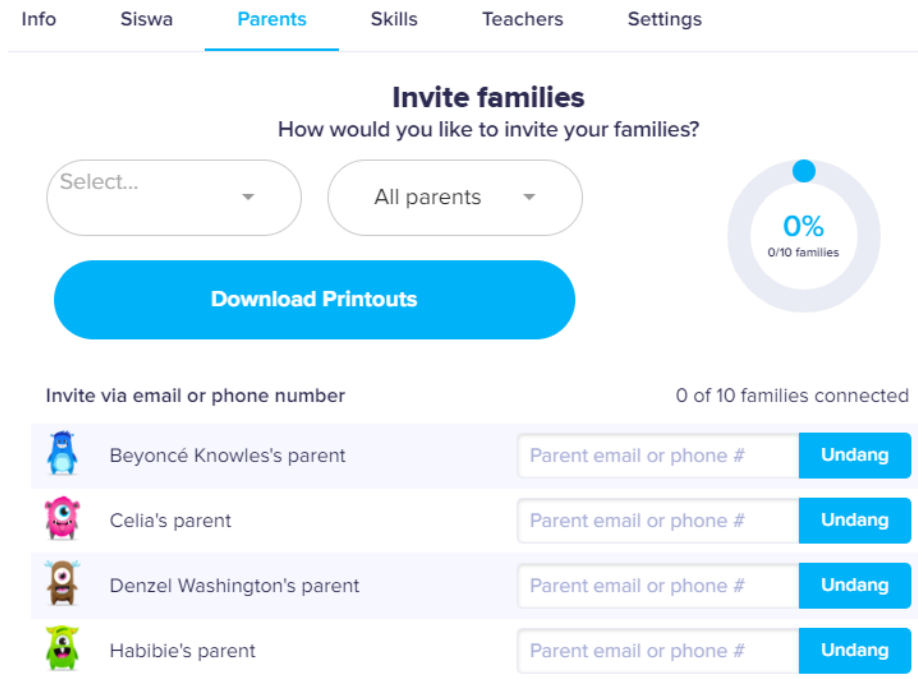 Info Siswa Parents Skills Teachers Settings
Invite families
How would you like to invite your families?
Select... All parents
0%
0/10 families
Download Printouts
Invite via email or phone number 0 of 10 families connected
Beyoncé Knowles's parent Parent email or phone # Undang
Celia's parent Parent email or phone # Undang
Denzel Washington's parent Parent email or phone # Undang
Habibie's parent Parent email or phone # Undang